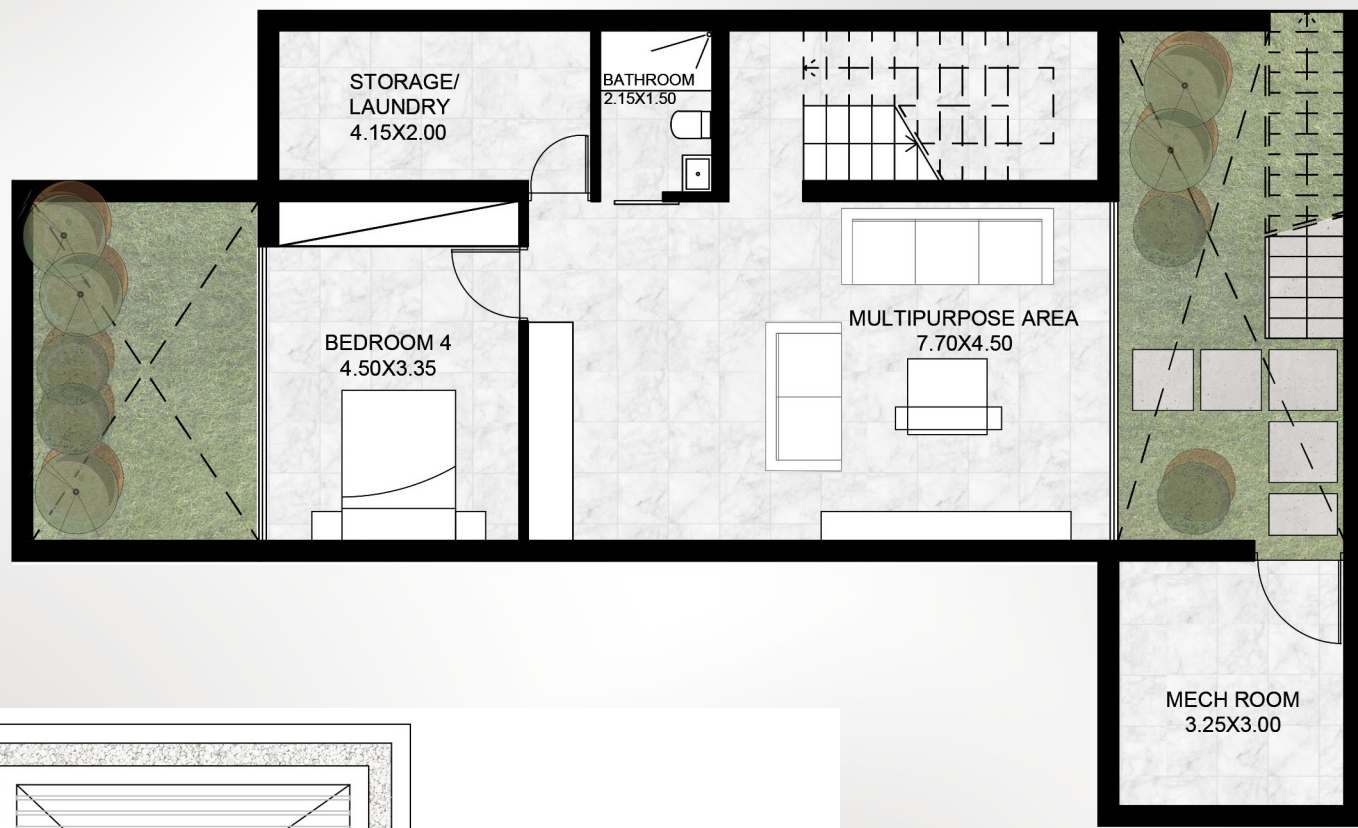 STORAGE/
LAUNDRY
4.15X2.00
BATHROOM
2.15X1.50
BEDROOM 4
4.50X3.35
MULTIPURPOSE AREA
7.70X4.50
MECH ROOM
3.25X3.00